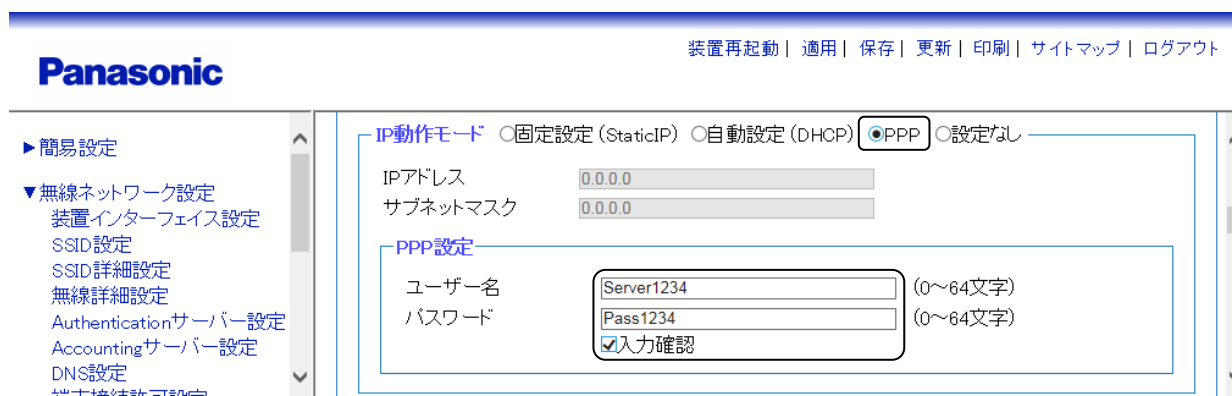 装置再起動| 適用| 保存| 更新| 印刷| サイトマップ| ログアウト
Panasonic
▶簡易設定
▼無線ネットワーク設定
装置インターフェイス設定
SSID設定
SSID詳細設定
無線詳細設定
Authenticationサーバー設定
Accountingサーバー設定
DNS設定
端末接続許可設定
IP動作モード ○固定設定(StaticIP) ○自動設定(DHCP) ◉PPP ○設定なし
IPアドレス 0.0.0.0
サブネットマスク 0.0.0.0
PPP設定
ユーザー名 Server1234 (0～64文字)
パスワード Pass1234 (0～64文字)
☑入力確認